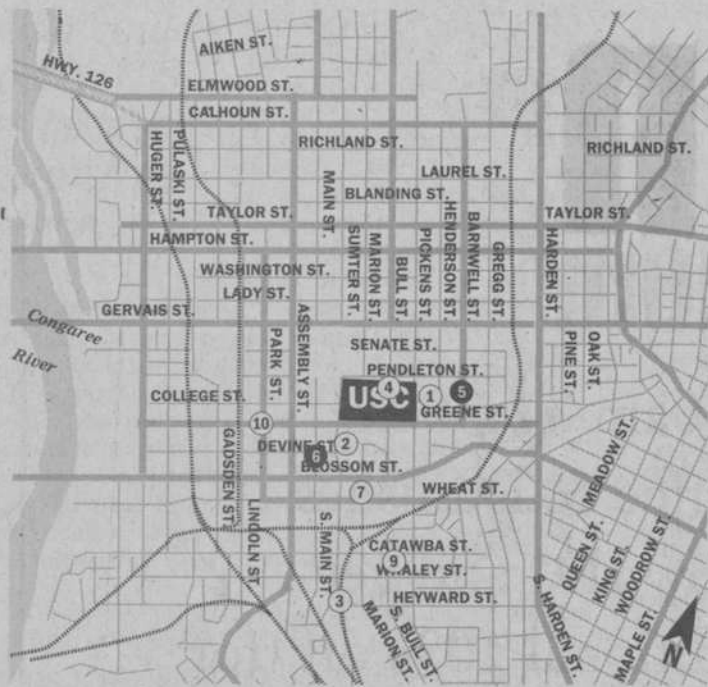 AIKEN ST.
HWY. 126
ELMWOOD ST.
CALHOUN ST.
RICHLAND ST.
RICHLAND ST.
HUGER ST.
PULASKI ST.
LAUREL ST.
BLANDING ST.
MAIN ST.
TAYLOR ST.
TAYLOR ST.
HAMPTON ST.
SUMTER ST.
MARION ST.
BULL ST.
PICKENS ST.
HENDERSON ST.
BARNWELL ST.
GREGG ST.
HARDEN ST.
WASHINGTON ST.
LADY ST.
GERVAIS ST.
Congaree
River
PARK ST.
ASSEMBLY ST.
SENATE ST.
PENDLETON ST.
PINE ST.
OAK ST.
COLLEGE ST.
USC
4
1
5
GREENE ST.
10
DEVINE ST.
2
6
BLOSSOM ST.
GADSDEN ST.
7
WHEAT ST.
MEADOW ST.
LINCOLN ST
S. MAIN ST.
CATAWBA ST.
9
WHALEY ST.
HEYWARD ST.
3
S. BULL ST.
MARION ST.
S. HARDEN ST.
QUEEN ST.
KING ST.
WOODROW ST.
MAPLE ST.
N